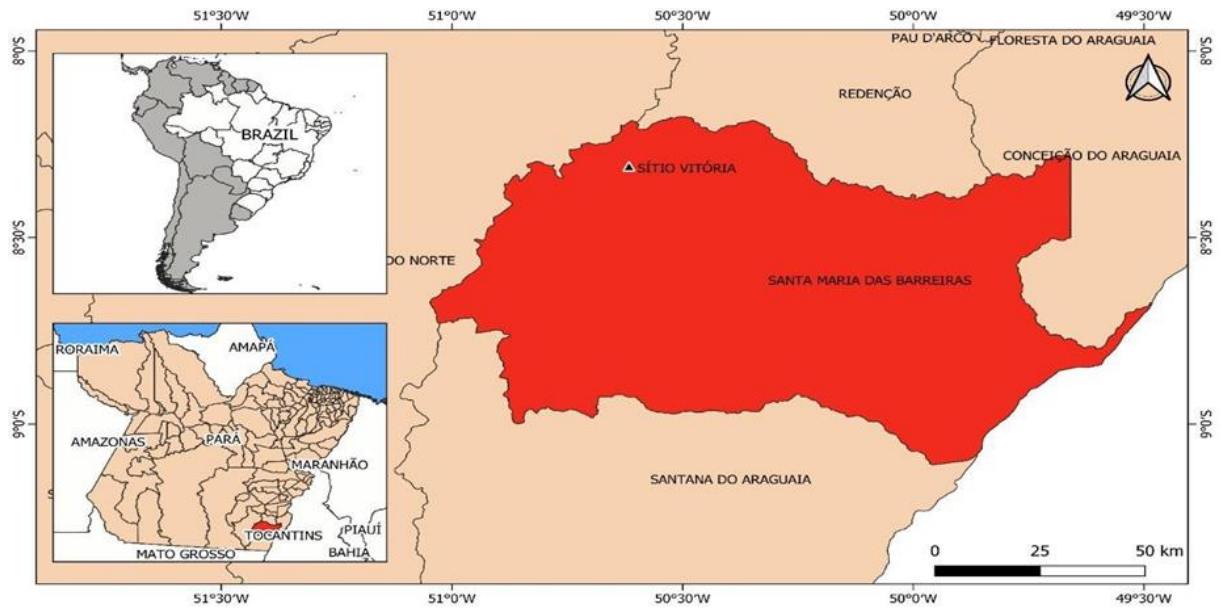 51°30'W
51°0'W
50°30'W
50°0'W
49°30'W
8°0'S
8°0'S
PAU D'ARCO
FLORESTA DO ARAGUAIA
REDENÇÃO
BRAZIL
CONCEIÇÃO DO ARAGUAIA
SÍTIO VITÓRIA
8°30'S
8°30'S
DO NORTE
SANTA MARIA DAS BARREIRAS
RORAIMA
AMAPÁ
9°0'S
9°0'S
AMAZONAS
PARÁ
MARANHÃO
SANTANA DO ARAGUAIA
S
TOCANTINS
PIAUÍ
MATO GROSSO
BAHIA
0
25
50 km
51°30'W
51°0'W
50°30'W
50°0'W
49°30'W